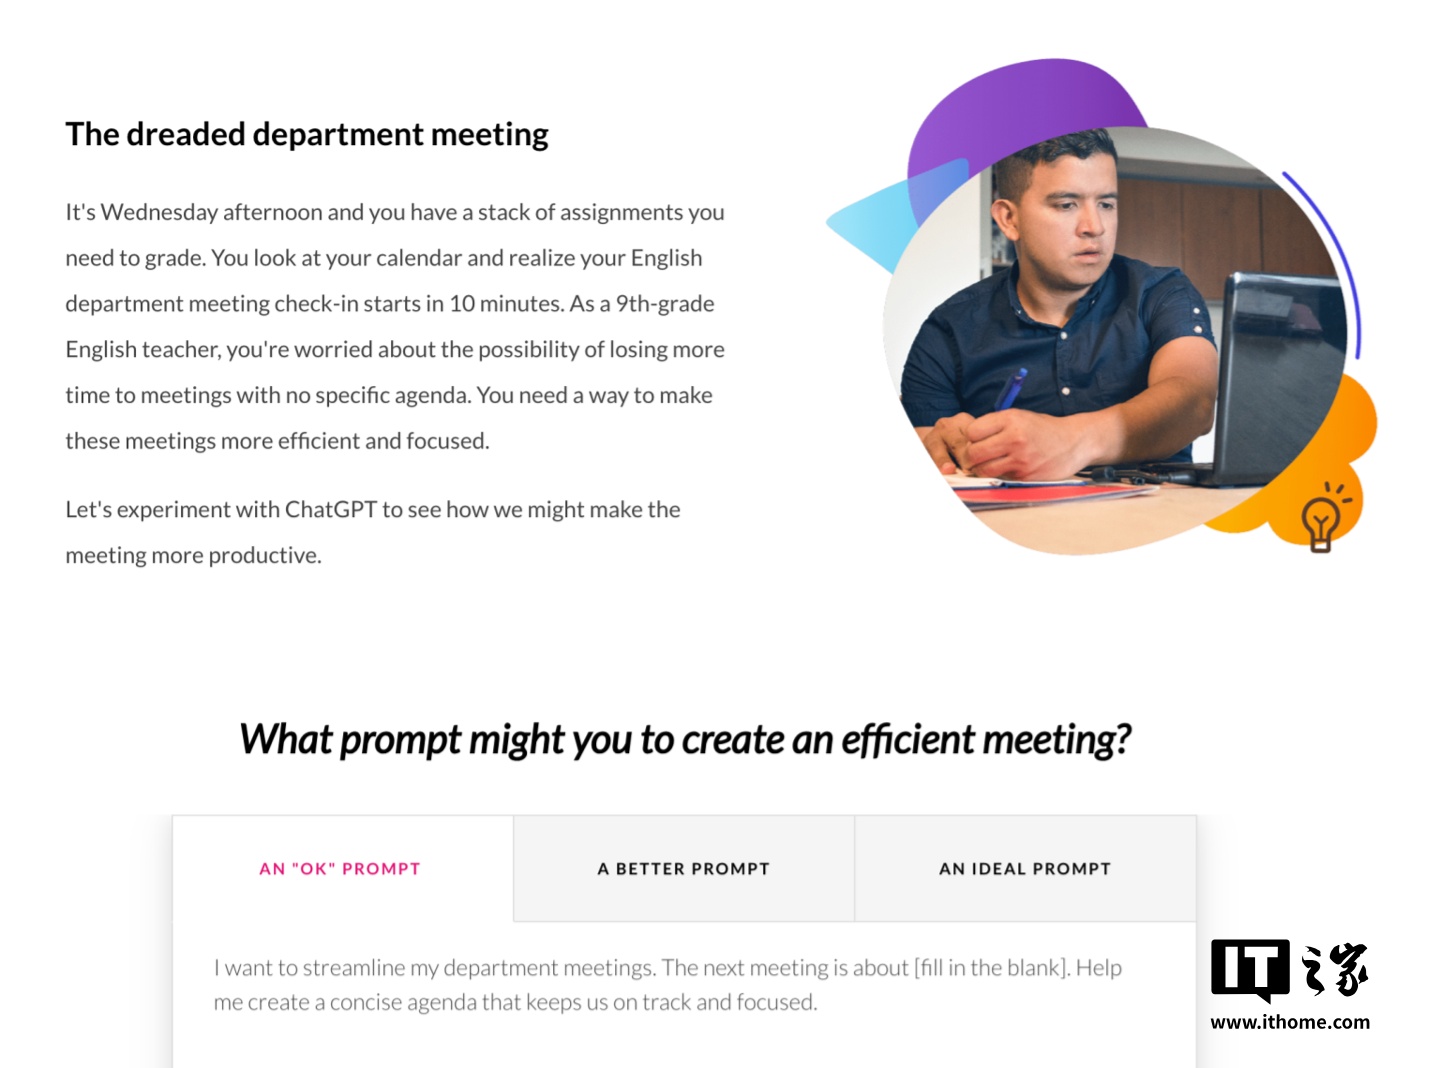 The dreaded department meeting
It's Wednesday afternoon and you have a stack of assignments you
need to grade. You look at your calendar and realize your English
department meeting check-in starts in 10 minutes. As a 9th-grade
English teacher, you're worried about the possibility of losing more
time to meetings with no specific agenda. You need a way to make
these meetings more efficient and focused.
Let's experiment with ChatGPT to see how we might make the
meeting more productive.
What prompt might you to create an efficient meeting?
AN "OK" PROMPT
A BETTER PROMPT
AN IDEAL PROMPT
I want to streamline my department meetings. The next meeting is about [fill in the blank]. Help
me create a concise agenda that keeps us on track and focused.
IT之家
www.ithome.com